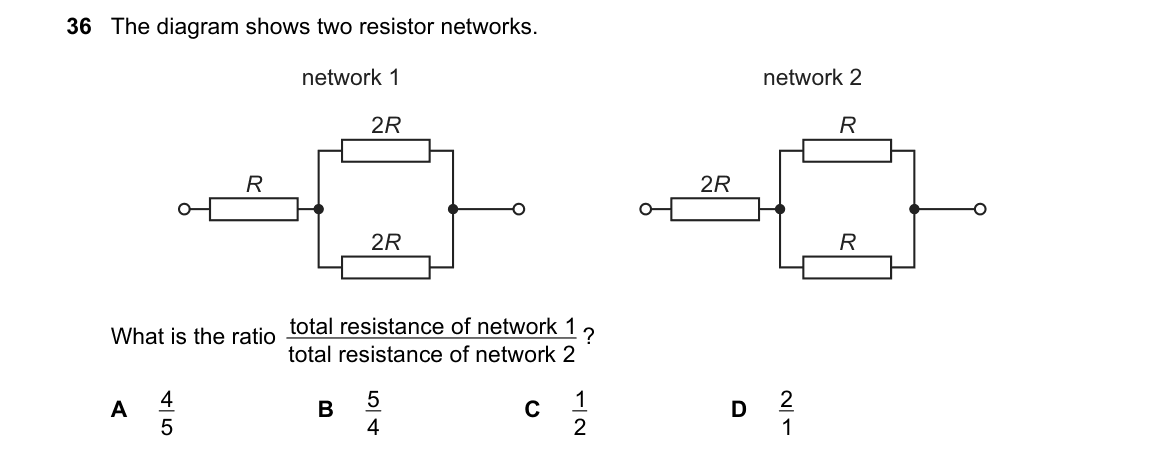 36 The diagram shows two resistor networks.
network 1 network 2
2R R
R 2R
2R R
What is the ratio total resistance of network 1 / total resistance of network 2 ?
A 4/5 B 5/4 C 1/2 D 2/1